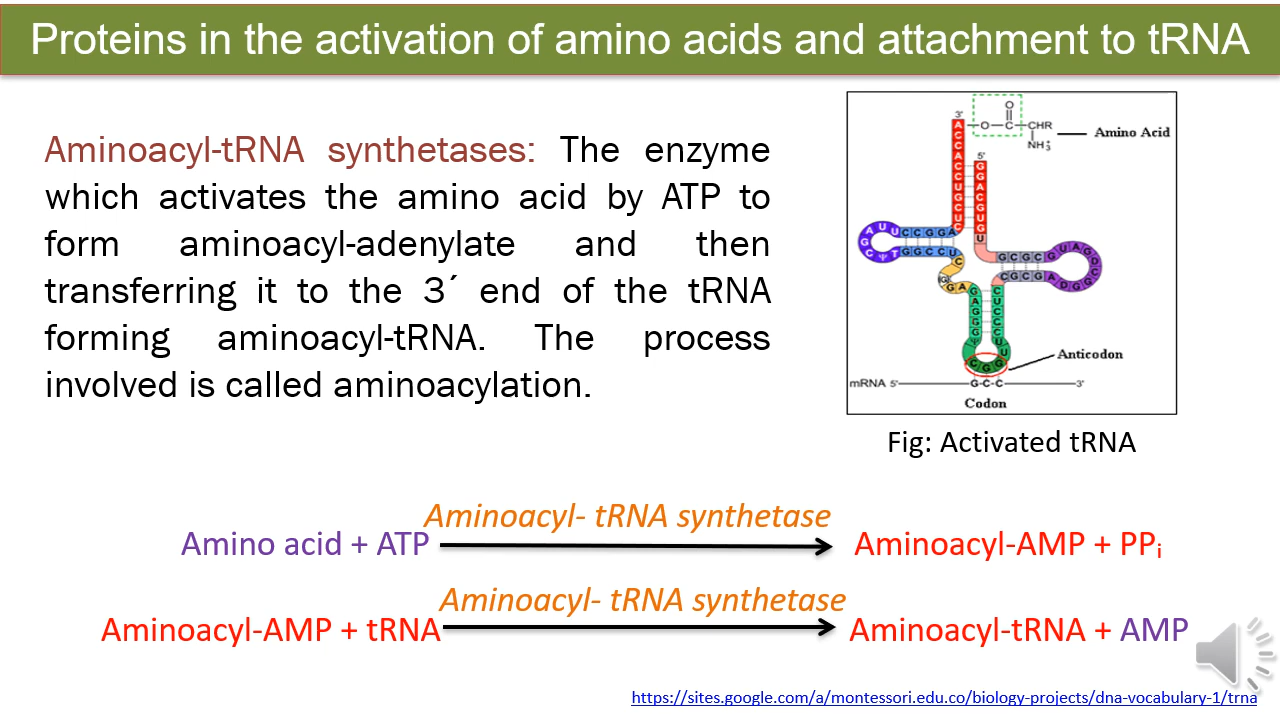 Proteins in the activation of amino acids and attachment to tRNA
Aminoacyl-tRNA synthetases: The enzyme
which activates the amino acid by ATP to
form aminoacyl-adenylate and then
transferring it to the 3´ end of the tRNA
forming aminoacyl-tRNA. The process
involved is called aminoacylation.
3'
O
O C CHR
NH₃⁺
Amino Acid
5'
Anticodon
mRNA 5' G-C-C 3'
Codon
Fig: Activated tRNA
Aminoacyl- tRNA synthetase
Amino acid + ATP
Aminoacyl-AMP + PPᵢ
Aminoacyl- tRNA synthetase
Aminoacyl-AMP + tRNA
Aminoacyl-tRNA + AMP
https://sites.google.com/a/montessori.edu.co/biology-projects/dna-vocabulary-1/trna